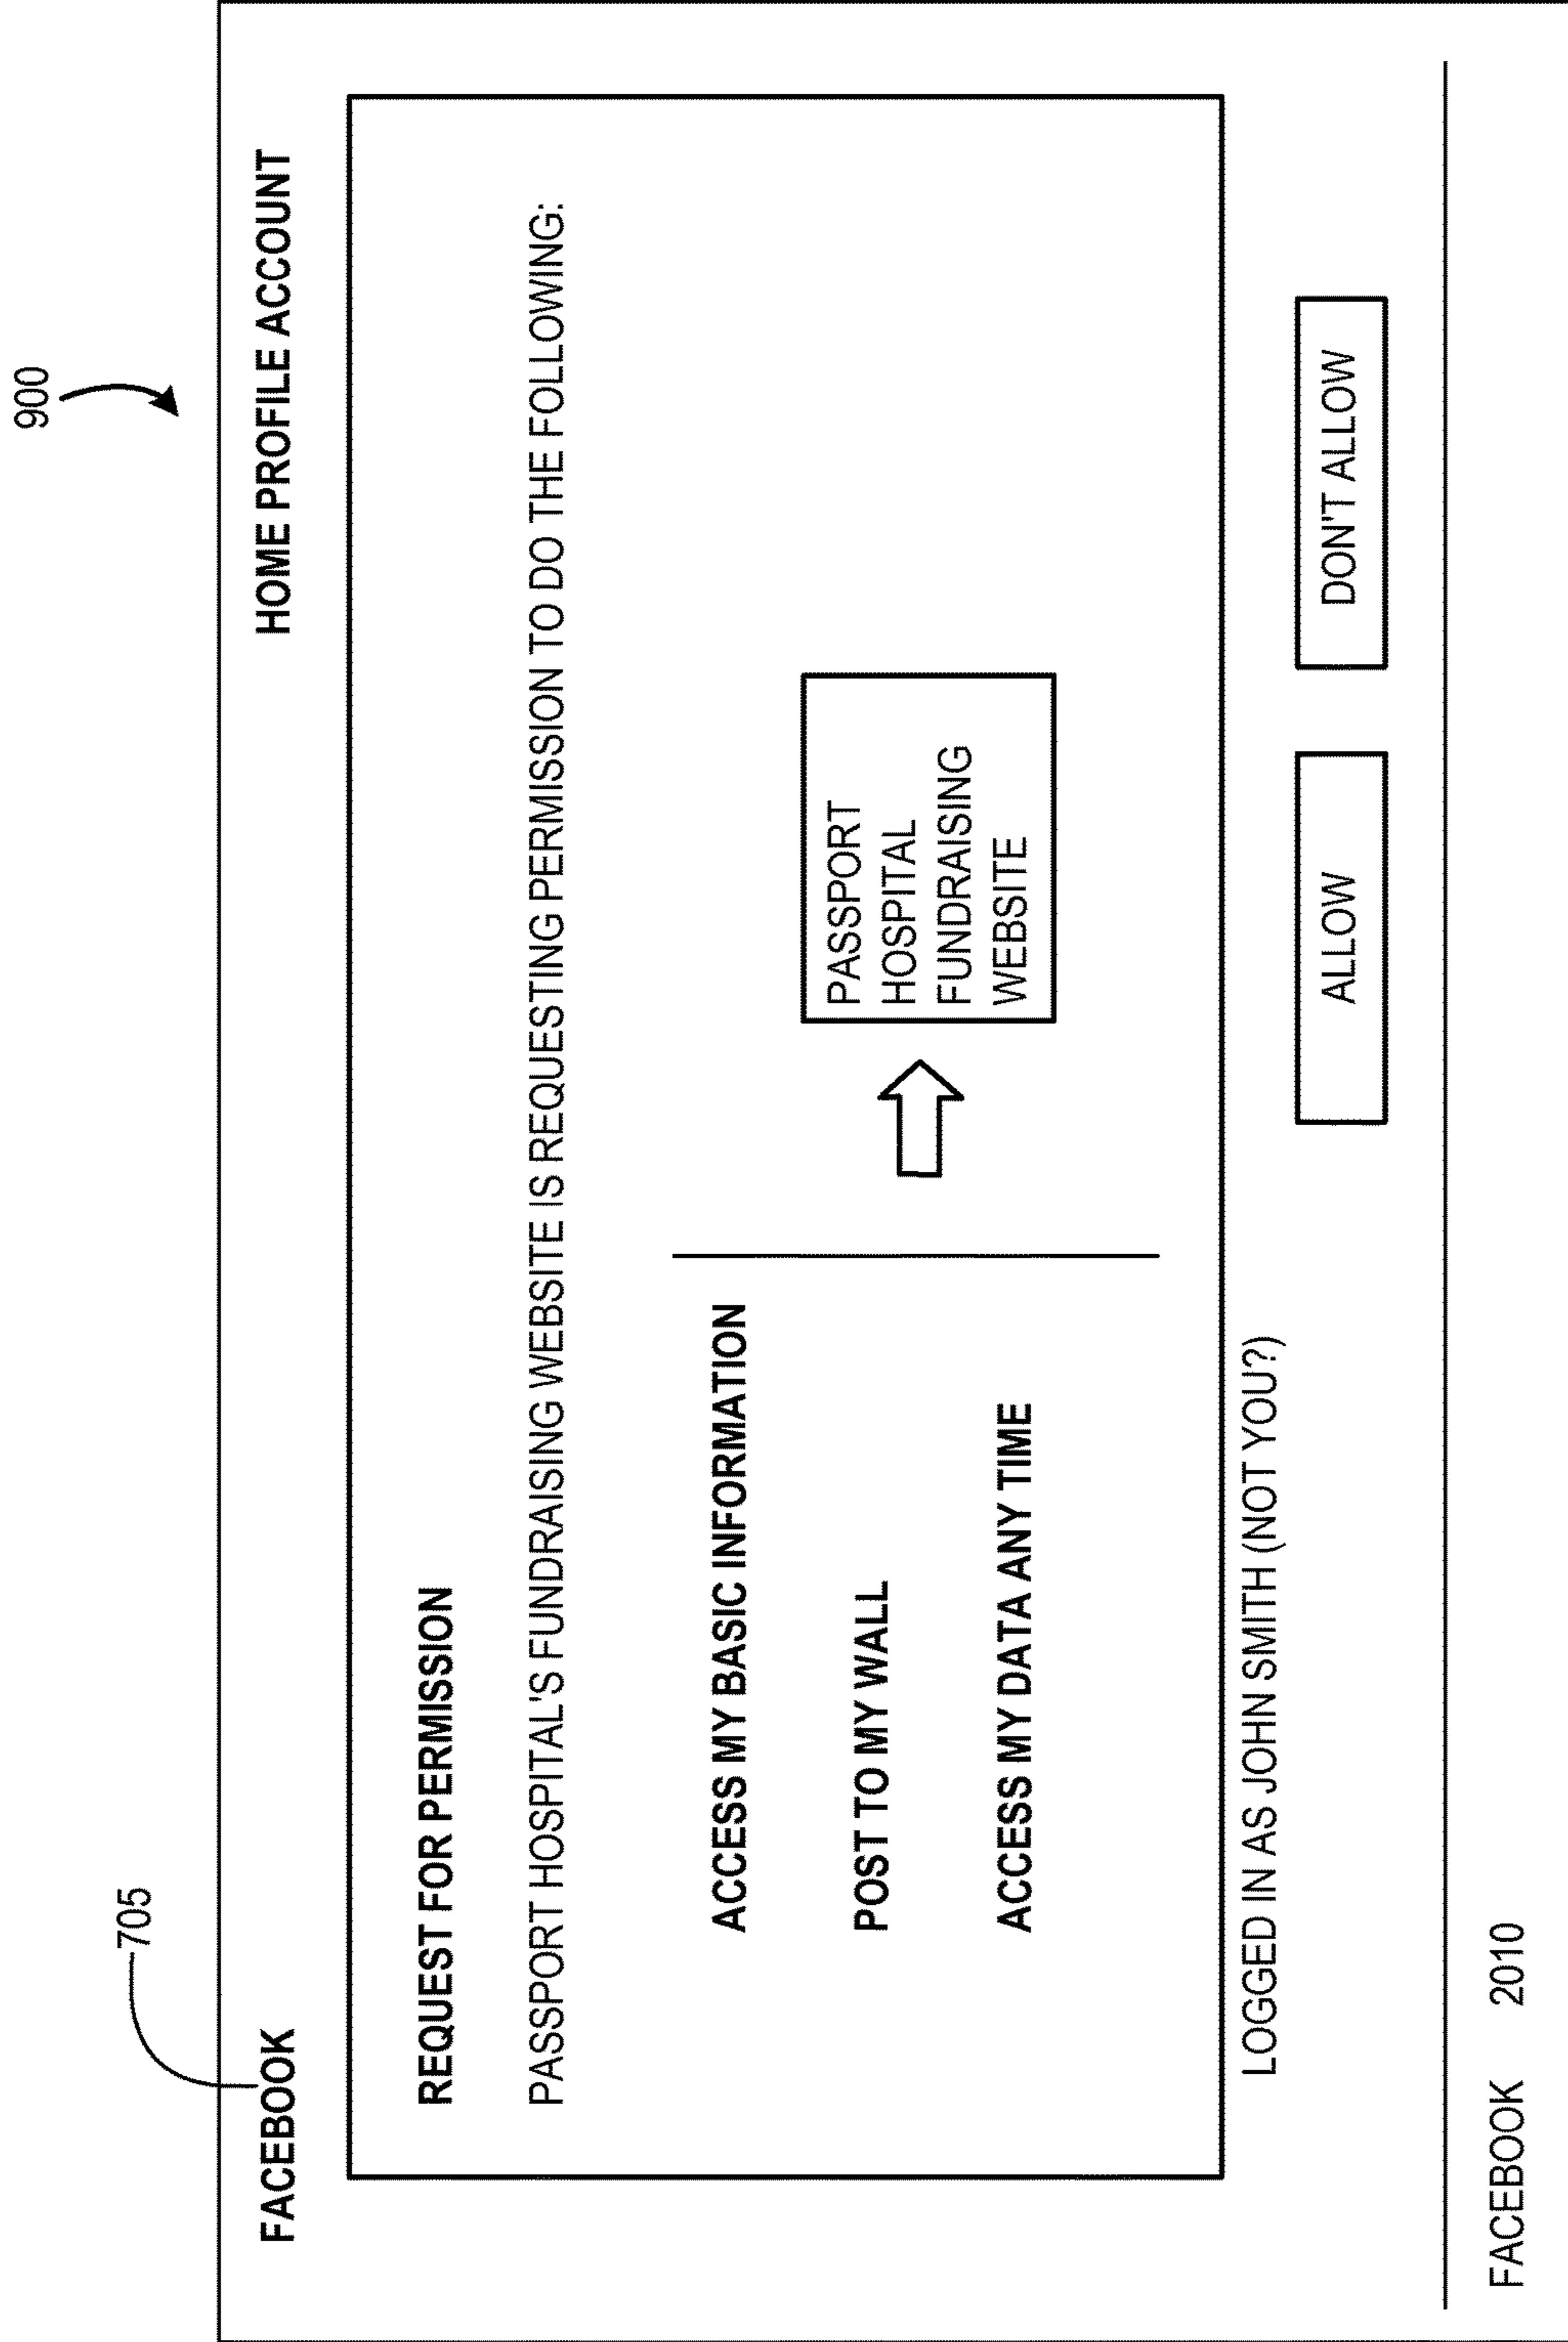 900
705
FACEBOOK
HOME PROFILE ACCOUNT
REQUEST FOR PERMISSION
PASSPORT HOSPITAL'S FUNDRAISING WEBSITE IS REQUESTING PERMISSION TO DO THE FOLLOWING:
ACCESS MY BASIC INFORMATION
POST TO MY WALL
ACCESS MY DATA ANY TIME
PASSPORT
HOSPITAL
FUNDRAISING
WEBSITE
LOGGED IN AS JOHN SMITH (NOT YOU?)
ALLOW
DON'T ALLOW
FACEBOOK 2010